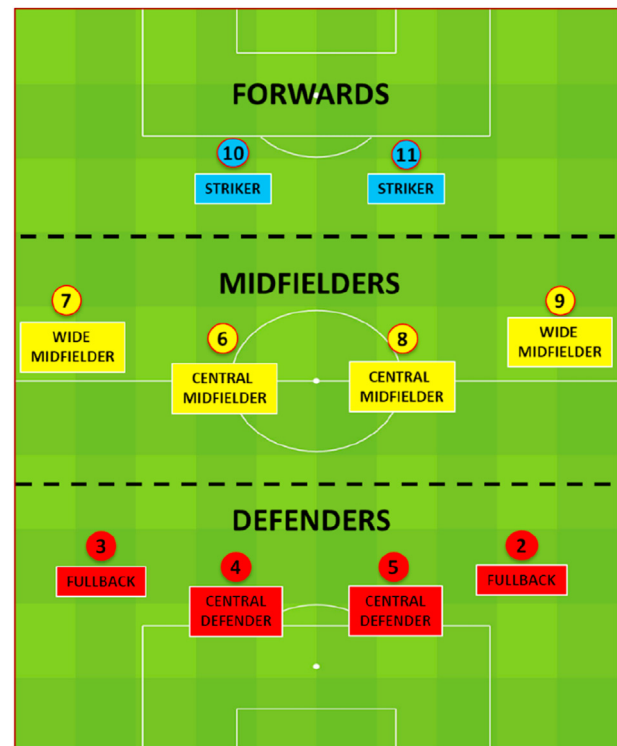 FORWARDS
10
11
STRIKER
STRIKER
MIDFIELDERS
7
9
WIDE
MIDFIELDER
WIDE
MIDFIELDER
6
8
CENTRAL
MIDFIELDER
CENTRAL
MIDFIELDER
DEFENDERS
3
2
FULLBACK
FULLBACK
4
5
CENTRAL
DEFENDER
CENTRAL
DEFENDER